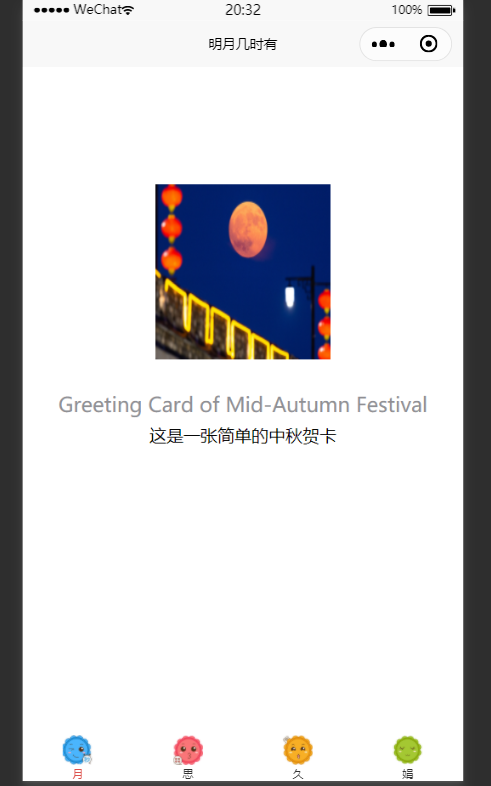 WeChat 20:32 100%
明月几时有
Greeting Card of Mid-Autumn Festival
这是一张简单的中秋贺卡
月 思 久 娟